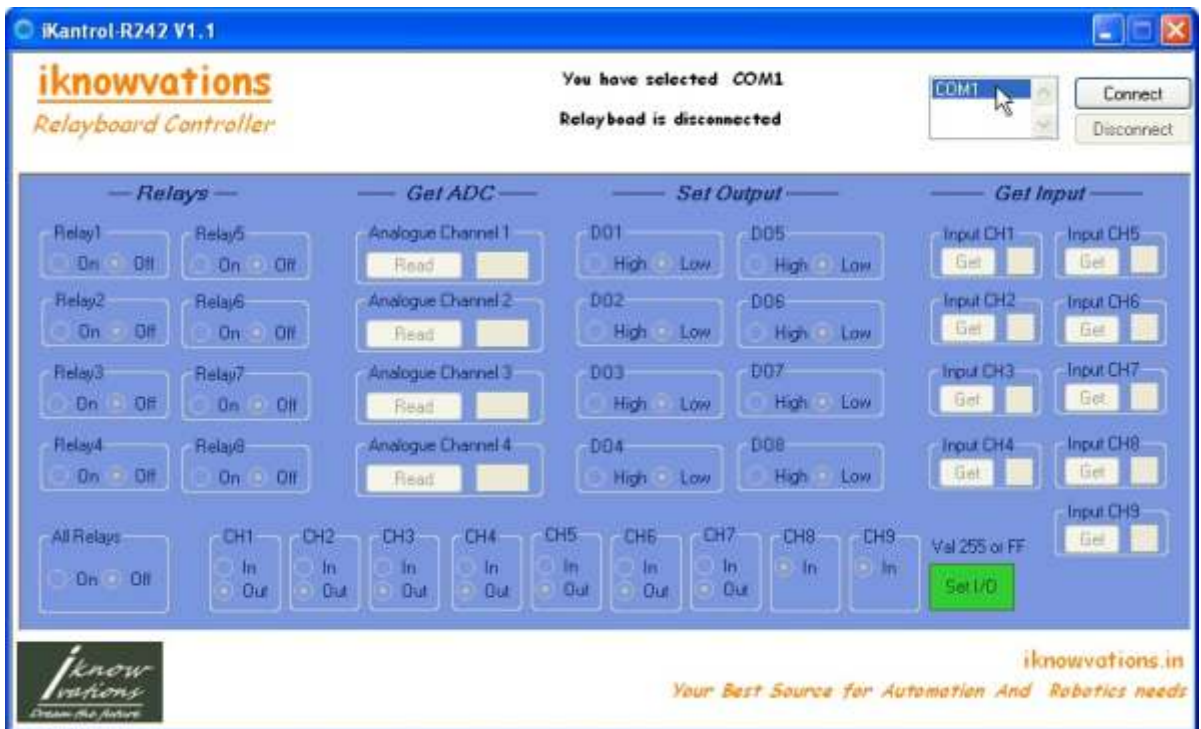 iKantrol-R242 V1.1
iknowvations
Relayboard Controller
You have selected COM1
Relayboad is disconnected
COM1
Connect
Disconnect
Relays
Get ADC
Set Output
Get Input
Relay1
Relay5
Analogue Channel 1
DO1
DO5
Input CH1
Input CH5
On Off
On Off
Read
High Low
High Low
Get
Get
Relay2
Relay6
Analogue Channel 2
DO2
DO6
Input CH2
Input CH6
On Off
On Off
Read
High Low
High Low
Get
Get
Relay3
Relay7
Analogue Channel 3
DO3
DO7
Input CH3
Input CH7
On Off
On Off
Read
High Low
High Low
Get
Get
Relay4
Relay8
Analogue Channel 4
DO4
DO8
Input CH4
Input CH8
On Off
On Off
Read
High Low
High Low
Get
Get
Input CH9
Get
All Relays
On Off
CH1
CH2
CH3
CH4
CH5
CH6
CH7
CH8
CH9
In
In
In
In
In
In
In
In
In
Out
Out
Out
Out
Out
Out
Out
Val 255 or FF
Set I/O
iknow
vations
Dream the future
iknowvations.in
Your Best Source for Automation And Robotics needs